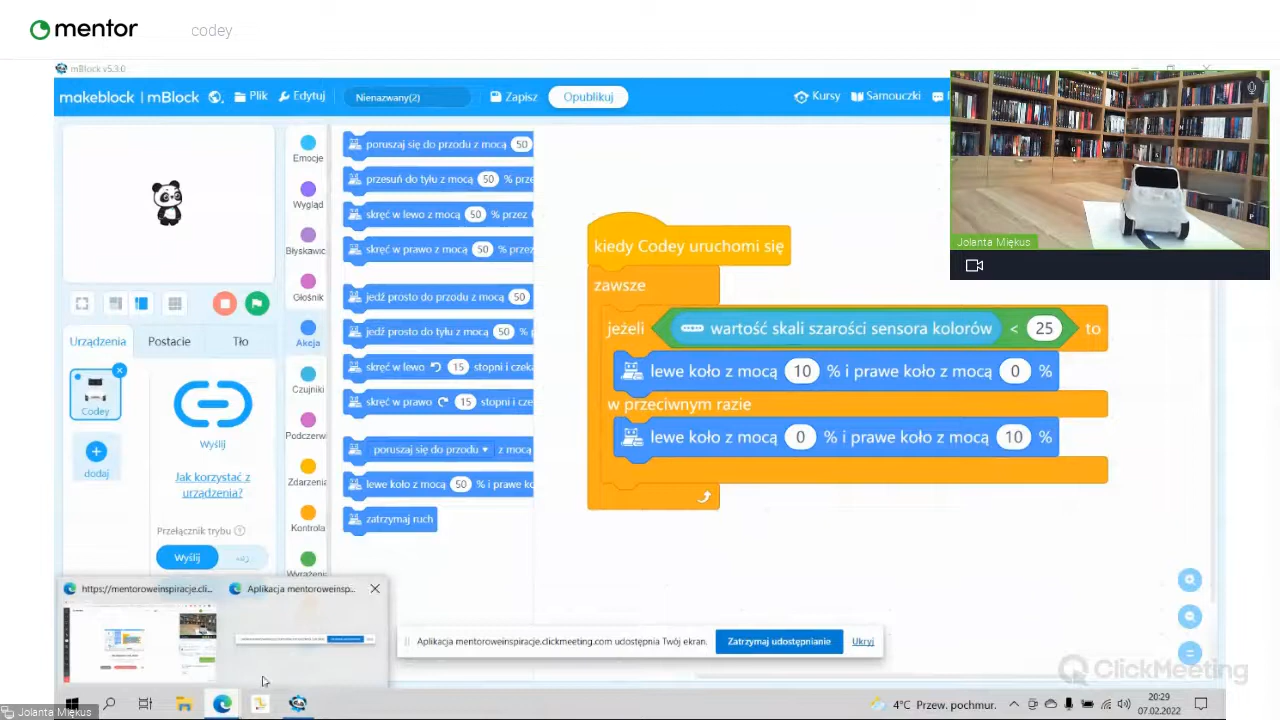 mentor
codey
mBlock v5.3.0
makeblock | mBlock
Plik
Edytuj
Nienazwany(2)
Zapisz
Opublikuj
Kursy
Samouczki
Jolanta Miękus
Emocje
Wygląd
Błyskawic
Głośnik
Akcja
Czujniki
Podczerw
Zdarzenia
Kontrola
Wyrażenia
poruszaj się do przodu z mocą 50
przesuń do tyłu z mocą 50 % prze
skręć w lewo z mocą 50 % przez
skręć w prawo z mocą 50 % przez
jedź prosto do przodu z mocą 50
jedź prosto do tyłu z mocą 50 %
skręć w lewo 15 stopni i czeka
skręć w prawo 15 stopni i cze
poruszaj się do przodu z mocą
lewe koło z mocą 50 % i prawe ko
zatrzymaj ruch
kiedy Codey uruchomi się
zawsze
jeżeli wartość skali szarości sensora kolorów < 25 to
lewe koło z mocą 10 % i prawe koło z mocą 0 %
w przeciwnym razie
lewe koło z mocą 0 % i prawe koło z mocą 10 %
Urządzenia
Postacie
Tło
Codey
dodaj
Wyślij
Jak korzystać z
urządzenia?
Przełącznik trybu
Wyślij
https://mentoroweinspiracje.cli...
Aplikacja mentoroweinsp...
Aplikacja mentoroweinspiracje.clickmeeting.com udostępnia Twój ekran.
Zatrzymaj udostępnianie
Ukryj
ClickMeeting
Jolanta Miękus
4°C Przew. pochmur.
20:29
07.02.2022